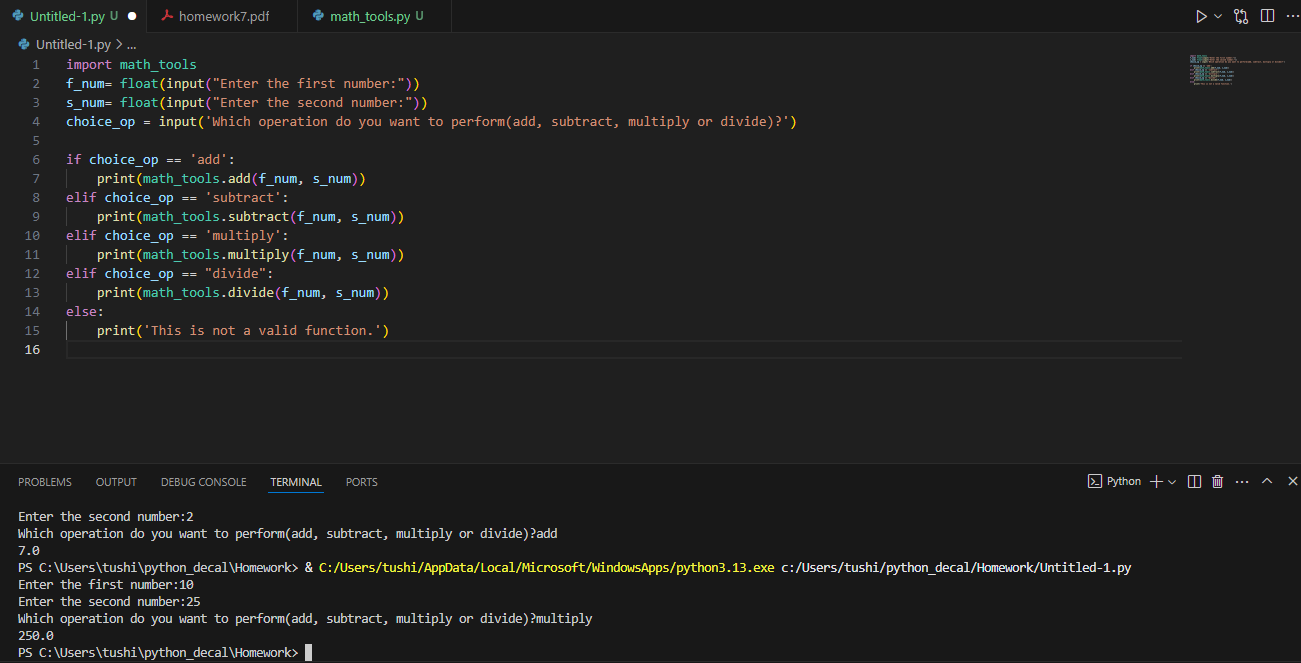 Untitled-1.py U
homework7.pdf
math_tools.py U
Untitled-1.py > ...
1 import math_tools
2 f_num= float(input("Enter the first number:"))
3 s_num= float(input("Enter the second number:"))
4 choice_op = input('Which operation do you want to perform(add, subtract, multiply or divide)?')
5
6 if choice_op == 'add':
7     print(math_tools.add(f_num, s_num))
8 elif choice_op == 'subtract':
9     print(math_tools.subtract(f_num, s_num))
10 elif choice_op == 'multiply':
11     print(math_tools.multiply(f_num, s_num))
12 elif choice_op == "divide":
13     print(math_tools.divide(f_num, s_num))
14 else:
15     print('This is not a valid function.')
16
PROBLEMS OUTPUT DEBUG CONSOLE TERMINAL PORTS
Python
Enter the second number:2
Which operation do you want to perform(add, subtract, multiply or divide)?add
7.0
PS C:\Users\tushi\python_decal\Homework> & C:/Users/tushi/AppData/Local/Microsoft/WindowsApps/python3.13.exe c:/Users/tushi/python_decal/Homework/Untitled-1.py
Enter the first number:10
Enter the second number:25
Which operation do you want to perform(add, subtract, multiply or divide)?multiply
250.0
PS C:\Users\tushi\python_decal\Homework>